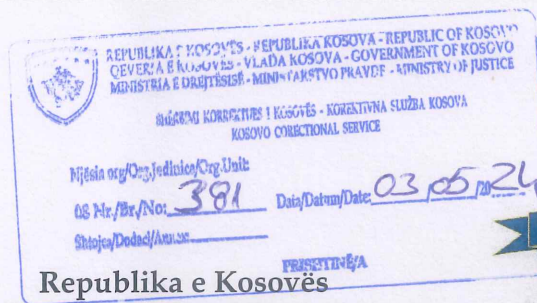 REPUBLIKA E KOSOVËS - REPUBLIKA KOSOVA - REPUBLIC OF KOSOVO
QEVERIA E KOSOVËS - VLADA KOSOVA - GOVERNMENT OF KOSOVO
MINISTRIA E DREJTËSISË - MINISTARSTVO PRAVDE - MINISTRY OF JUSTICE
SHËRBIMI KORREKTUES I KOSOVËS - KOREKTIVNA SLUŽBA KOSOVA
KOSOVO CORECTIONAL SERVICE
Njësia org/Org.Jedinica/Org.Unit:
08 Nr./Br./No: 381 Data/Datum/Date: 03/05/2024
Shtojca/Dodaci/Annex:
PRISHTINË/A
Republika e Kosovës